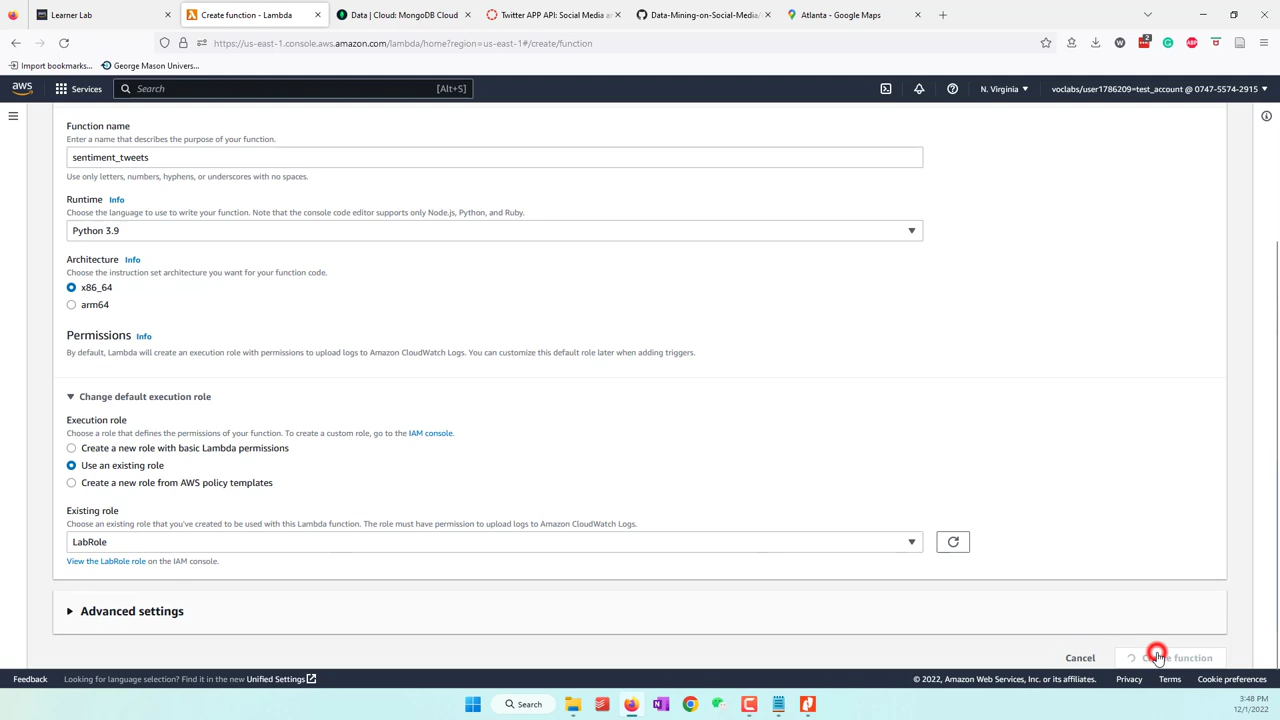 Learner Lab
Create function - Lambda
Data | Cloud: MongoDB Cloud
Twitter APP API: Social Media a
Data-Mining-on-Social-Media/
Atlanta - Google Maps
https://us-east-1.console.aws.amazon.com/lambda/home?region=us-east-1#/create/function
2
Import bookmarks...
George Mason Univers...
aws
Services
Search
[Alt+S]
N. Virginia
voclabs/user1786209=test_account @ 0747-5574-2915
Function name
Enter a name that describes the purpose of your function.
sentiment_tweets
Use only letters, numbers, hyphens, or underscores with no spaces.
Runtime Info
Choose the language to use to write your function. Note that the console code editor supports only Node.js, Python, and Ruby.
Python 3.9
Architecture Info
Choose the instruction set architecture you want for your function code.
x86_64
arm64
Permissions Info
By default, Lambda will create an execution role with permissions to upload logs to Amazon CloudWatch Logs. You can customize this default role later when adding triggers.
Change default execution role
Execution role
Choose a role that defines the permissions of your function. To create a custom role, go to the IAM console.
Create a new role with basic Lambda permissions
Use an existing role
Create a new role from AWS policy templates
Existing role
Choose an existing role that you've created to be used with this Lambda function. The role must have permission to upload logs to Amazon CloudWatch Logs.
LabRole
View the LabRole role on the IAM console.
Advanced settings
Cancel
function
Feedback
Looking for language selection? Find it in the new Unified Settings
© 2022, Amazon Web Services, Inc. or its affiliates.
Privacy
Terms
Cookie preferences
Search
3:48 PM
12/1/2022